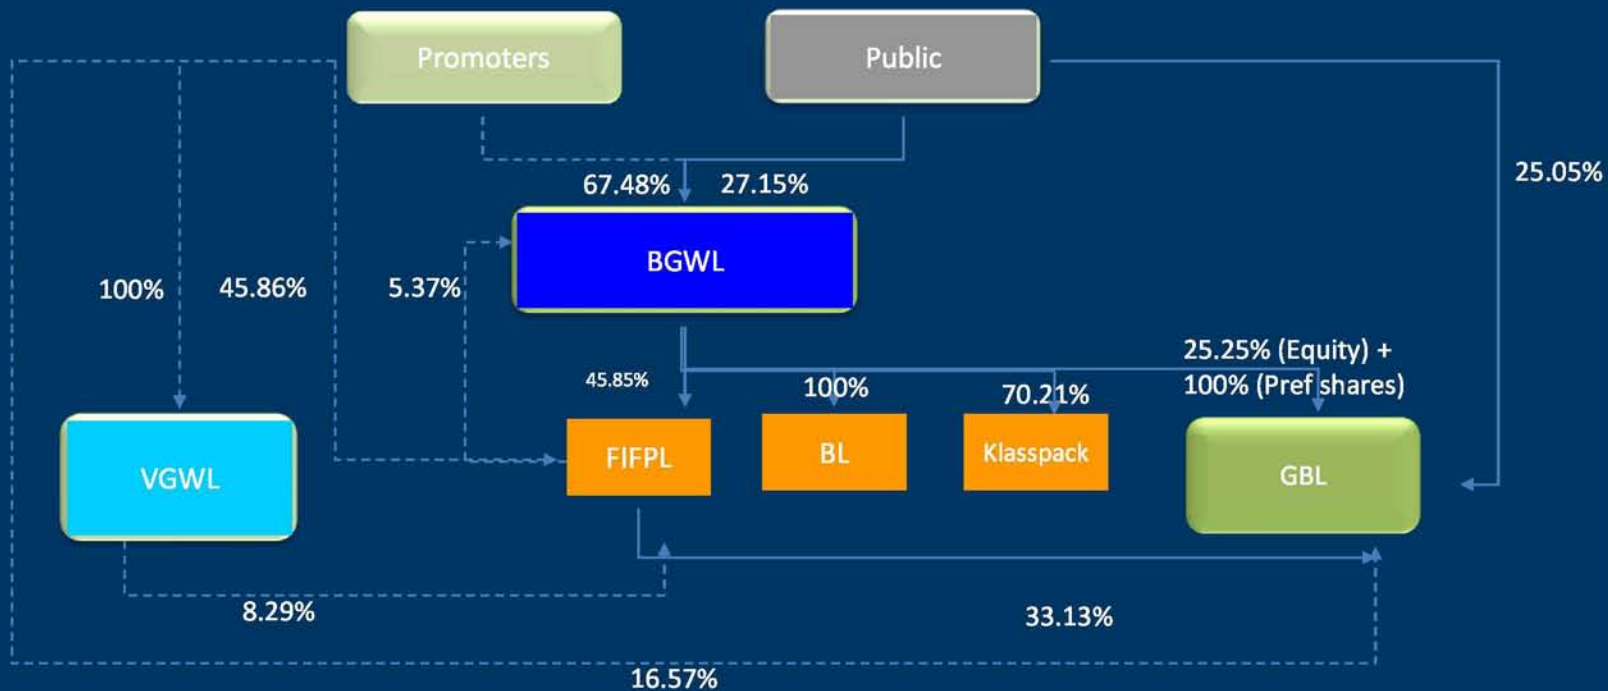 Promoters
Public
25.05%
67.48%
27.15%
BGWL
100%
45.86%
5.37%
25.25% (Equity) +
100% (Pref shares)
45.85%
100%
70.21%
VGWL
FIFPL
BL
Klasspack
GBL
8.29%
33.13%
16.57%